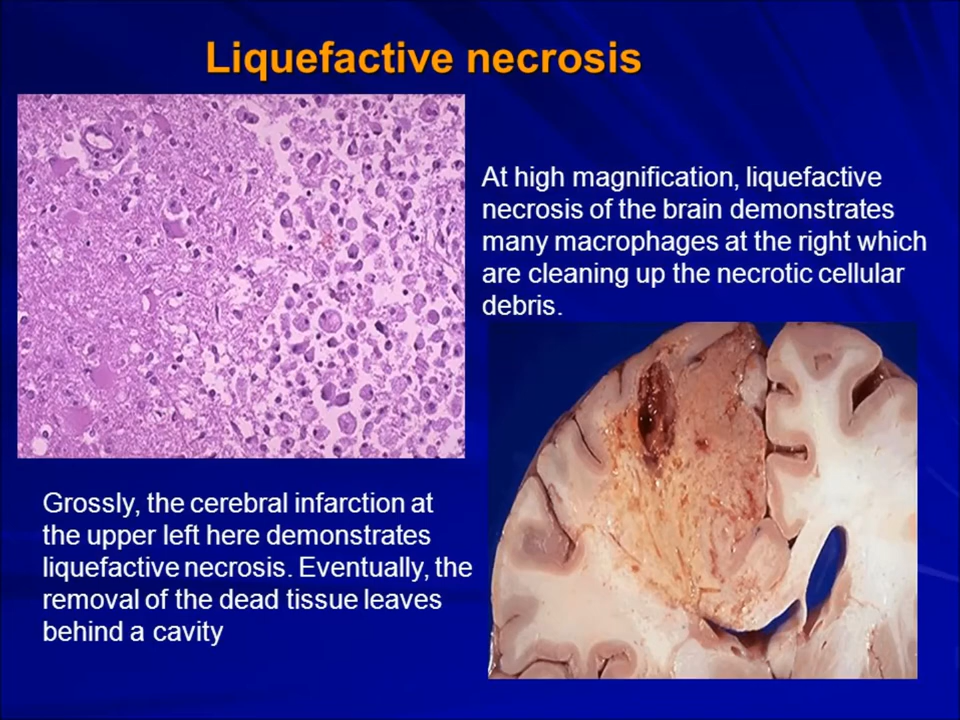 Liquefactive necrosis
At high magnification, liquefactive
necrosis of the brain demonstrates
many macrophages at the right which
are cleaning up the necrotic cellular
debris.
Grossly, the cerebral infarction at
the upper left here demonstrates
liquefactive necrosis. Eventually, the
removal of the dead tissue leaves
behind a cavity